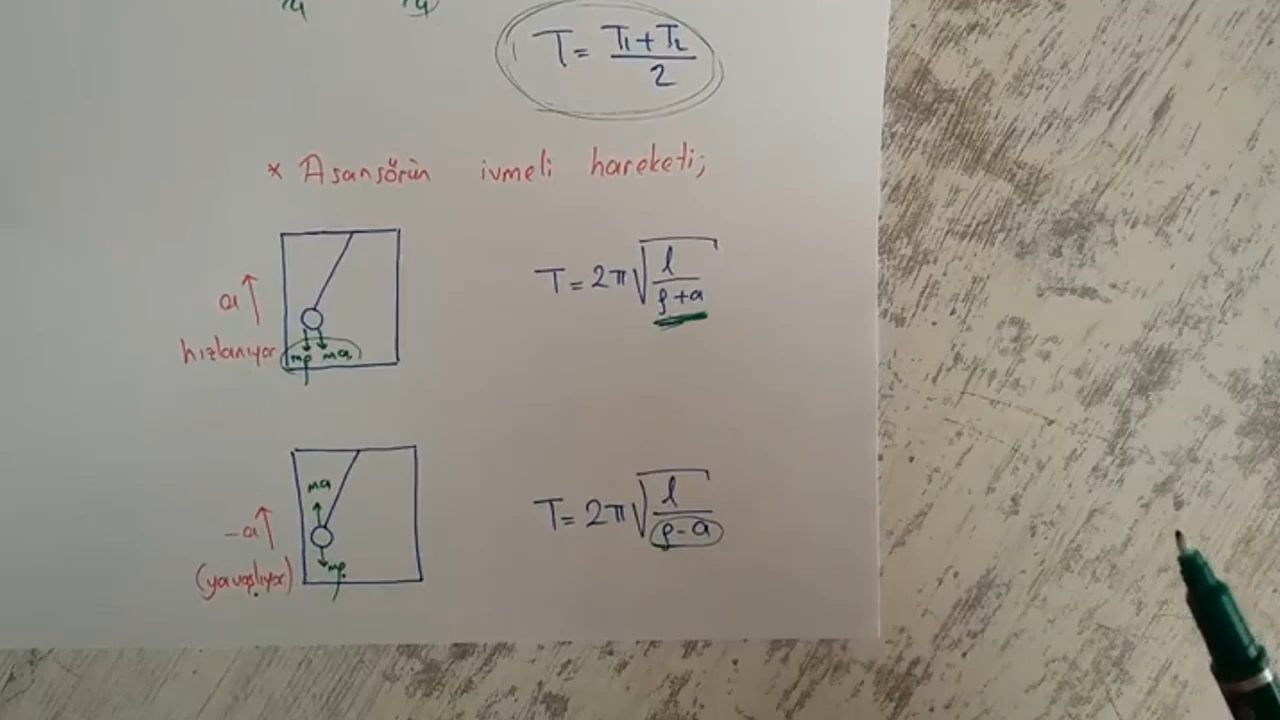 T = T₁+T₂ / 2
* Asansörün ivmeli hareketi;
a ↑
hızlanıyor
mg ma
T = 2π√(l / g+a)
-a ↑
(yavaşlıyor)
ma
mg
T = 2π√(l / g-a)